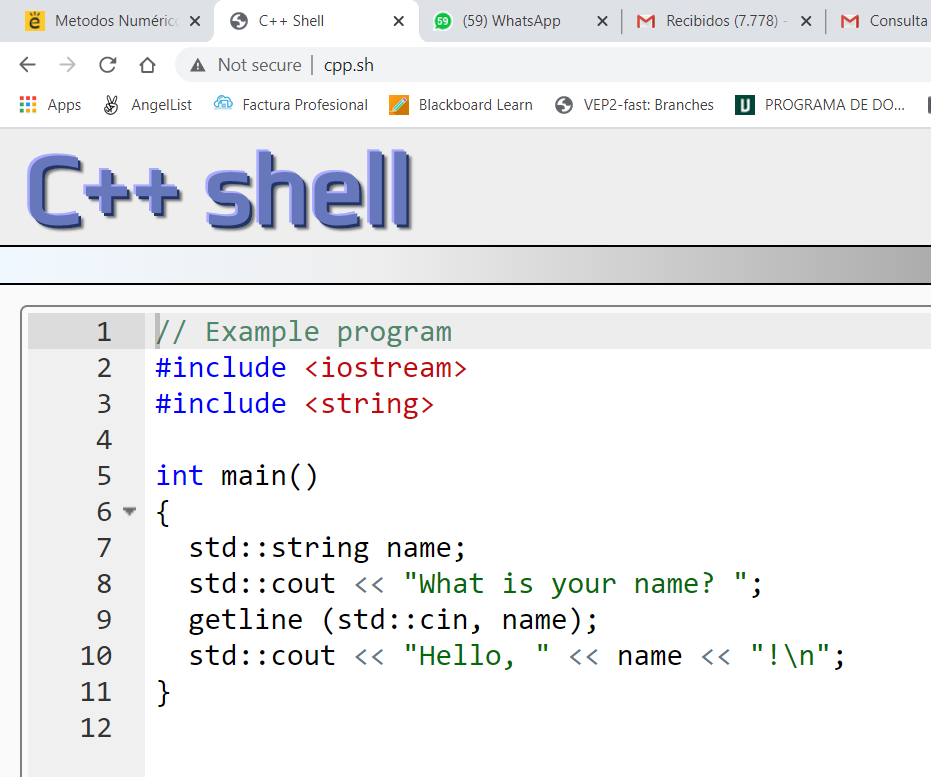 Metodos Numéric
C++ Shell
(59) WhatsApp
Recibidos (7.778) -
Consulta
Not secure | cpp.sh
Apps
AngelList
Factura Profesional
Blackboard Learn
VEP2-fast: Branches
PROGRAMA DE DO...
C++ shell
1 // Example program
2 #include <iostream>
3 #include <string>
4
5 int main()
6 {
7 std::string name;
8 std::cout << "What is your name? ";
9 getline (std::cin, name);
10 std::cout << "Hello, " << name << "!\n";
11 }
12